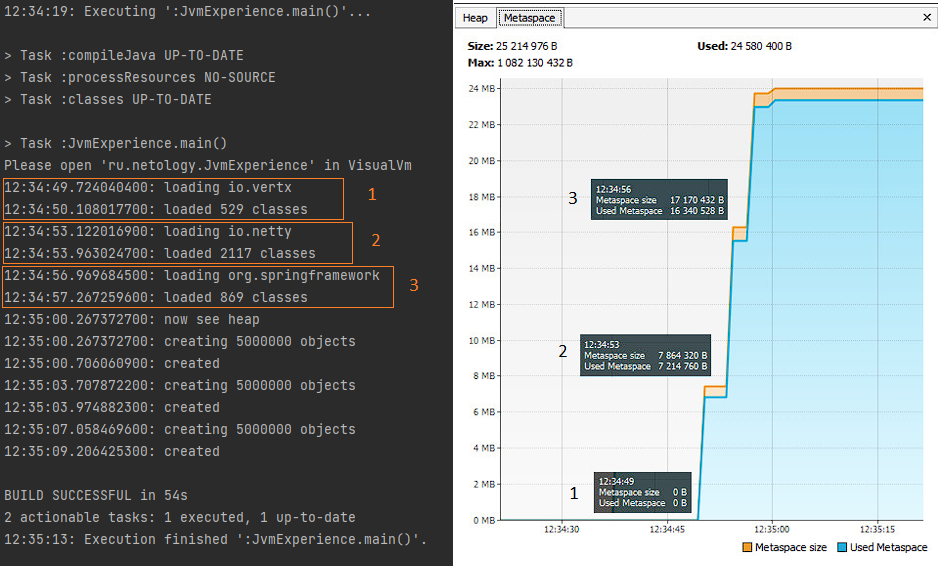 12:34:19: Executing ':JvmExperience.main()'...
> Task :compileJava UP-TO-DATE
> Task :processResources NO-SOURCE
> Task :classes UP-TO-DATE
> Task :JvmExperience.main()
Please open 'ru.netology.JvmExperience' in VisualVm
12:34:49.724040400: loading io.vertx
12:34:50.108017700: loaded 529 classes
1
12:34:53.122016900: loading io.netty
12:34:53.963024700: loaded 2117 classes
2
12:34:56.969684500: loading org.springframework
12:34:57.267259600: loaded 869 classes
3
12:35:00.267372700: now see heap
12:35:00.267372700: creating 5000000 objects
12:35:00.706060900: created
12:35:03.707872200: creating 5000000 objects
12:35:03.974882300: created
12:35:07.058469600: creating 5000000 objects
12:35:19.206425300: created
BUILD SUCCESSFUL in 54s
2 actionable tasks: 1 executed, 1 up-to-date
12:35:13: Execution finished ':JvmExperience.main()'.
Heap Metaspace ×
Size: 25 214 976 B Used: 24 580 400 B
Max: 1 082 130 432 B
24 MB
22 MB
20 MB
18 MB
16 MB
14 MB
12 MB
10 MB
8 MB
6 MB
4 MB
2 MB
0 MB
3
12:34:56
Metaspace size 17 170 432 B
Used Metaspace 16 340 528 B
2
12:34:53
Metaspace size 7 864 320 B
Used Metaspace 7 214 760 B
1
12:34:49
Metaspace size 0 B
Used Metaspace 0 B
12:34:30 12:34:45 12:35:00 12:35:15
Metaspace size Used Metaspace